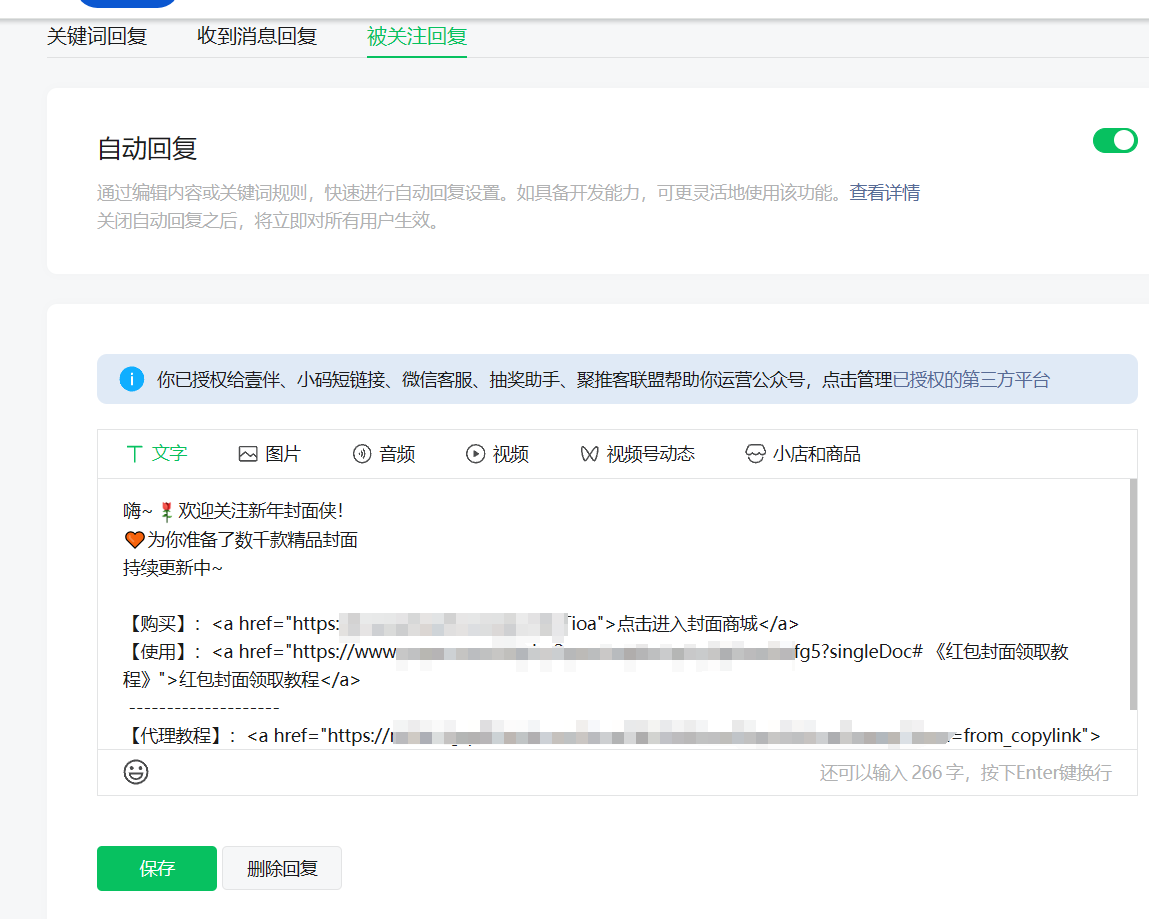 关键词回复 收到消息回复 被关注回复
自动回复
通过编辑内容或关键词规则，快速进行自动回复设置。如具备开发能力，可更灵活地使用该功能。查看详情
关闭自动回复之后，将立即对所有用户生效。
你已授权给壹伴、小码短链接、微信客服、抽奖助手、聚推客联盟帮助你运营公众号，点击管理已授权的第三方平台
文字 图片 音频 视频 视频号动态 小店和商品
嗨~🌹欢迎关注新年封面侠！
🧡为你准备了数千款精品封面
持续更新中~
【购买】：<a href="https: ioa">点击进入封面商城</a>
【使用】：<a href="https://www fg5?singleDoc# 《红包封面领取教
程》">红包封面领取教程</a>
--------------------
【代理教程】：<a href="https:// =from_copylink">
还可以输入 266 字，按下Enter键换行
保存 删除回复